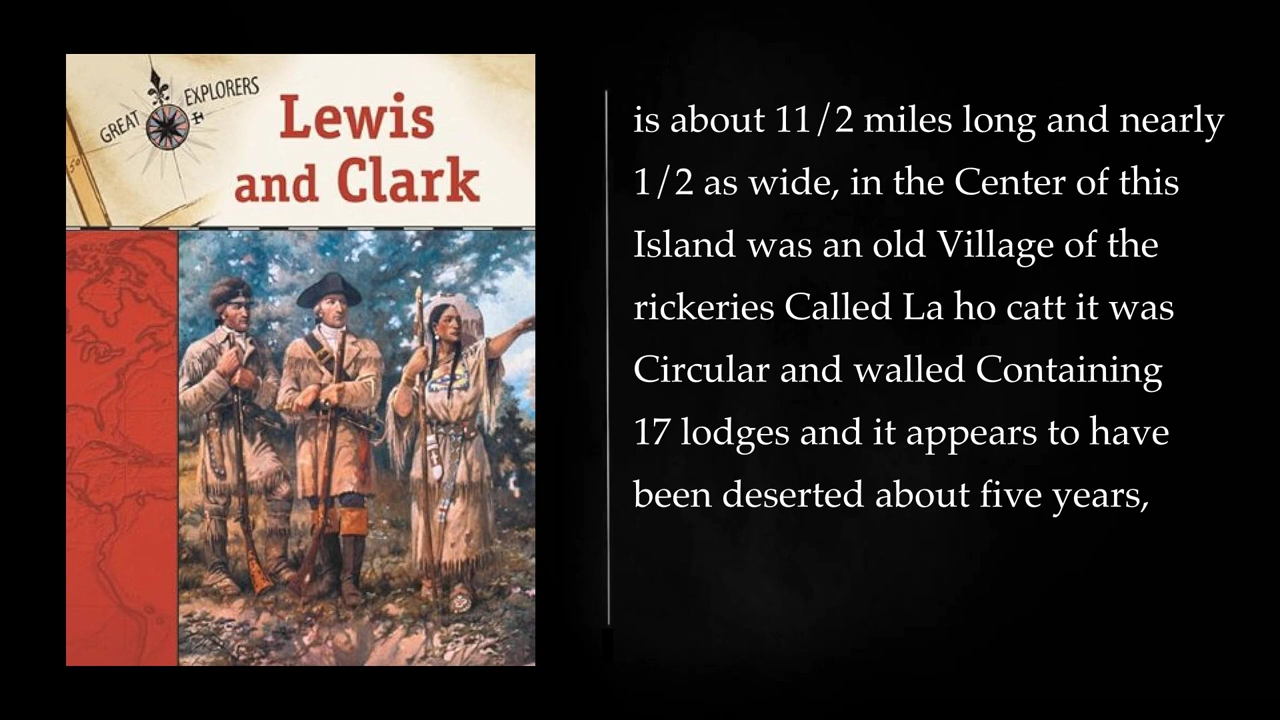 GREAT EXPLORERS
Lewis
and Clark
is about 11/2 miles long and nearly
1/2 as wide, in the Center of this
Island was an old Village of the
rickeries Called La ho catt it was
Circular and walled Containing
17 lodges and it appears to have
been deserted about five years,